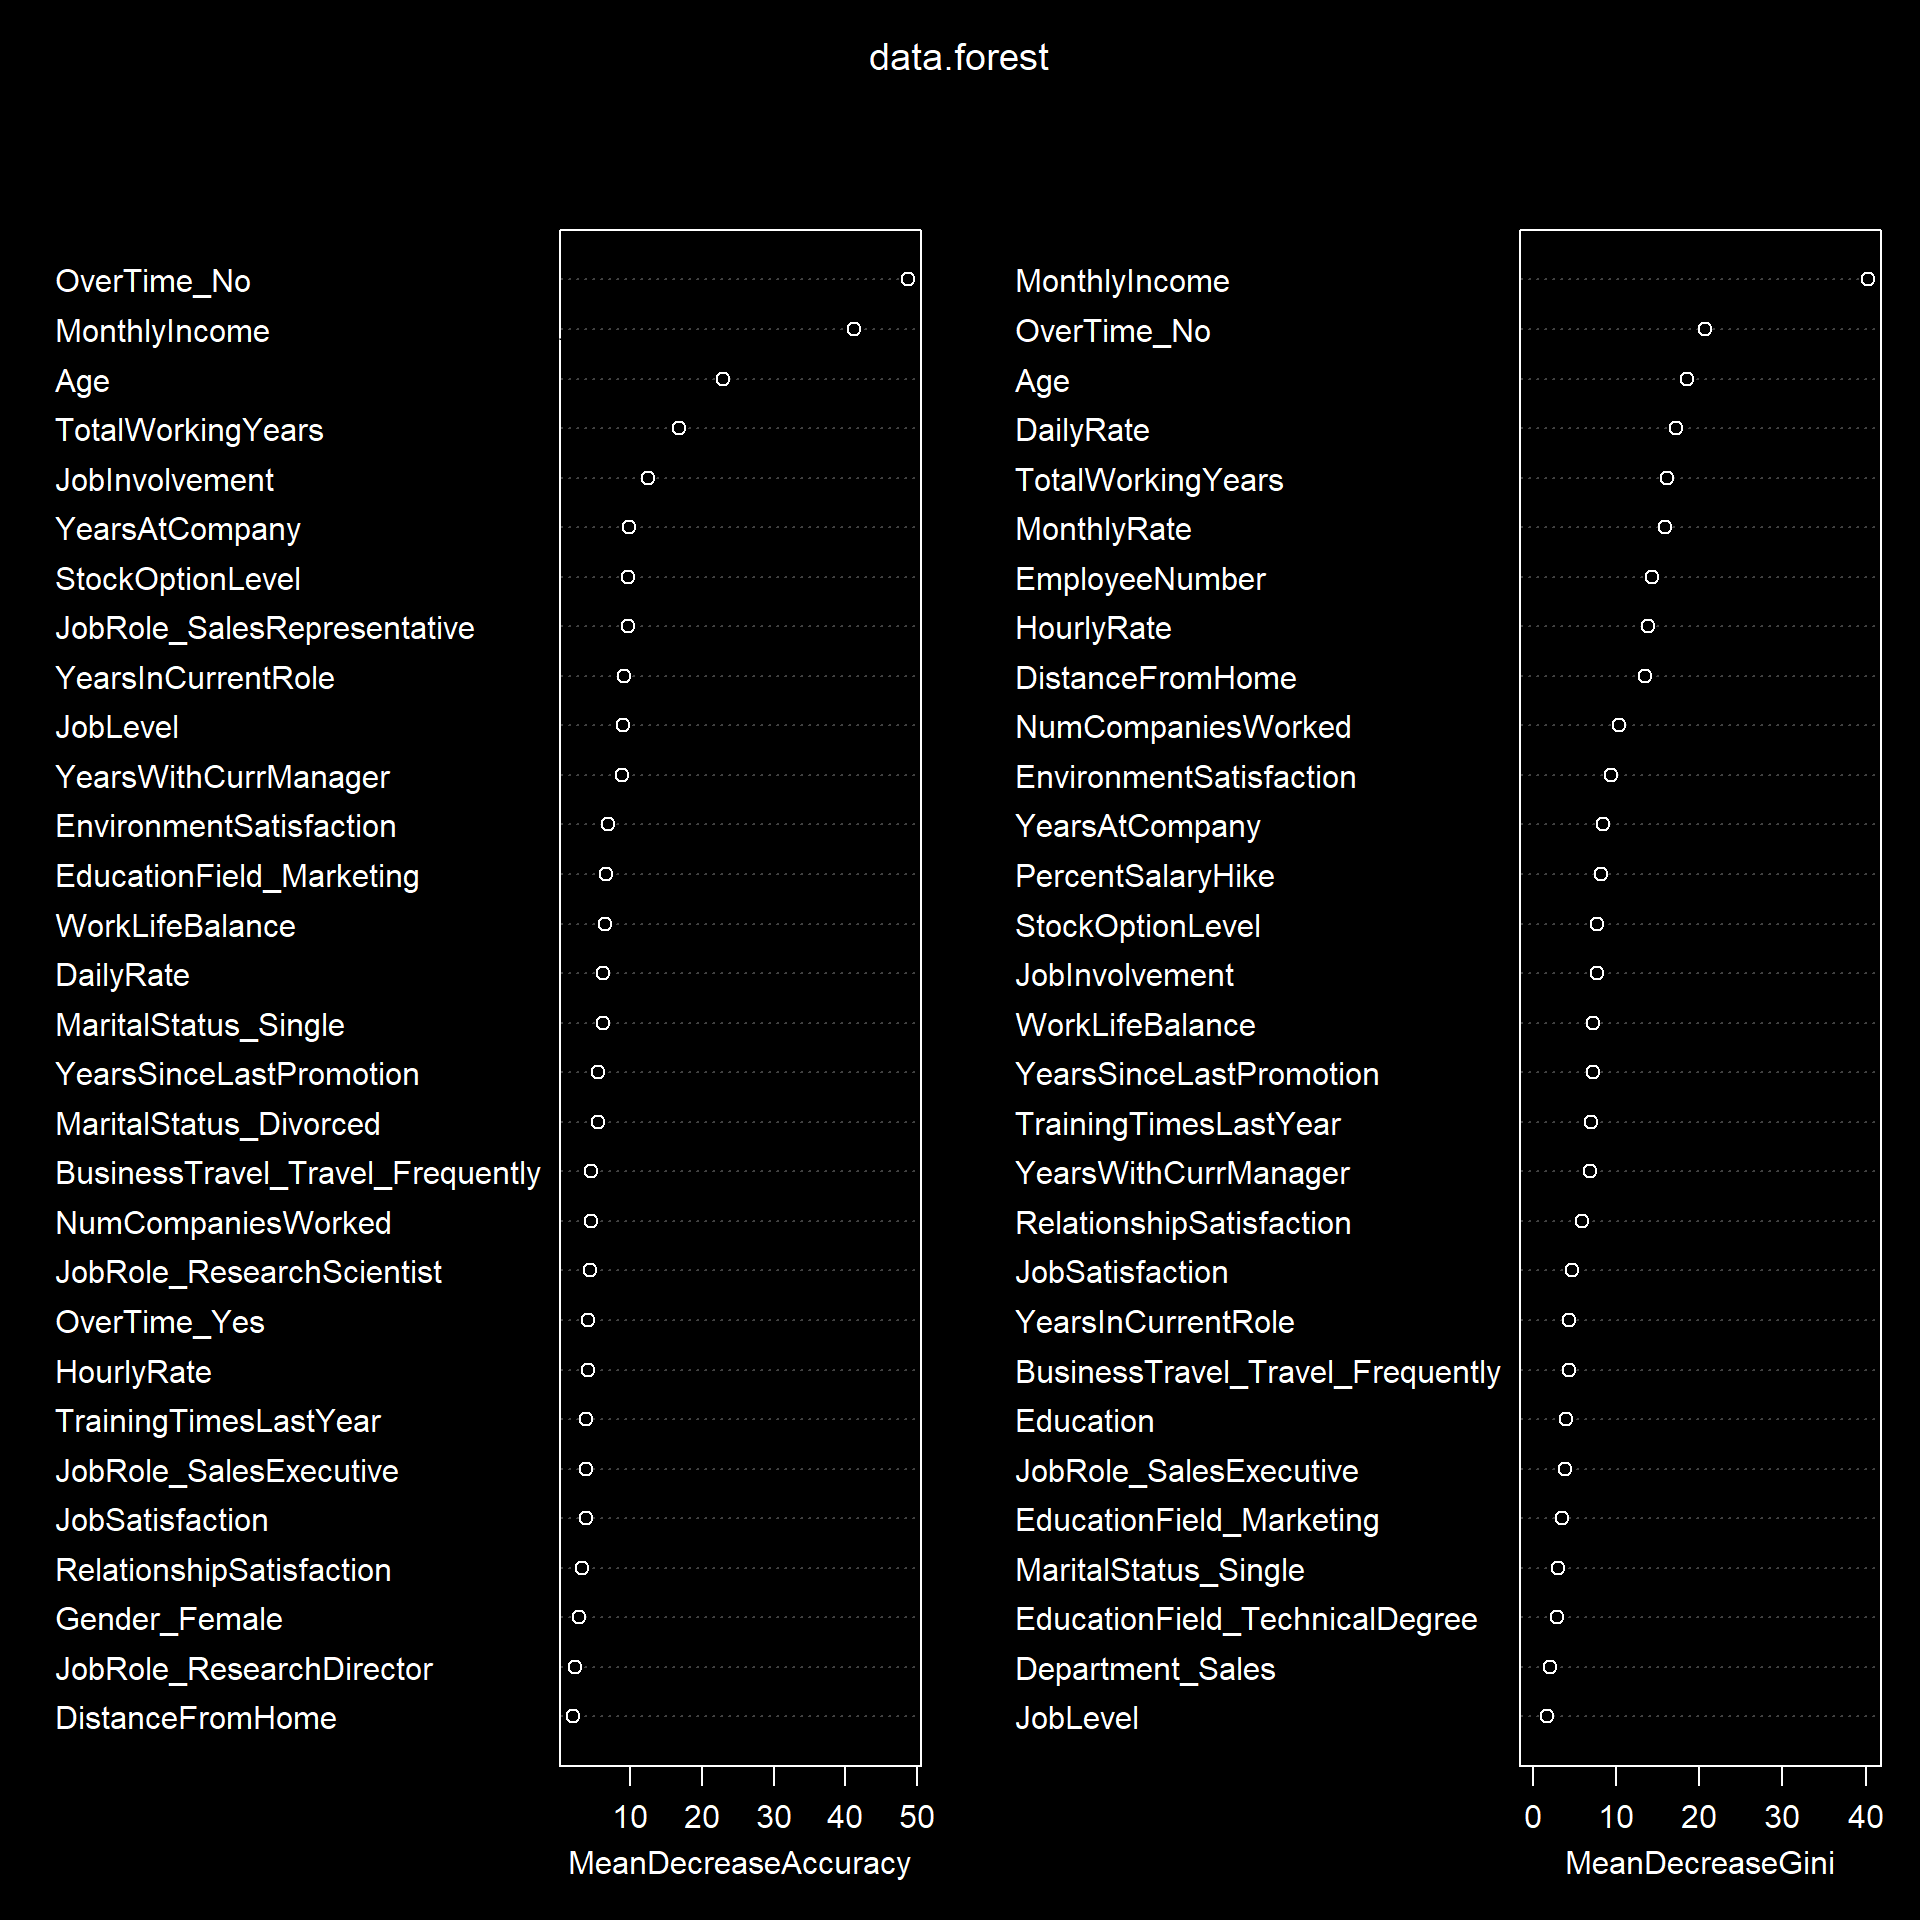 data.forest
OverTime_No
MonthlyIncome
Age
TotalWorkingYears
JobInvolvement
YearsAtCompany
StockOptionLevel
JobRole_SalesRepresentative
YearsInCurrentRole
JobLevel
YearsWithCurrManager
EnvironmentSatisfaction
EducationField_Marketing
WorkLifeBalance
DailyRate
MaritalStatus_Single
YearsSinceLastPromotion
MaritalStatus_Divorced
BusinessTravel_Travel_Frequently
NumCompaniesWorked
JobRole_ResearchScientist
OverTime_Yes
HourlyRate
TrainingTimesLastYear
JobRole_SalesExecutive
JobSatisfaction
RelationshipSatisfaction
Gender_Female
JobRole_ResearchDirector
DistanceFromHome
10 20 30 40 50
MeanDecreaseAccuracy
MonthlyIncome
OverTime_No
Age
DailyRate
TotalWorkingYears
MonthlyRate
EmployeeNumber
HourlyRate
DistanceFromHome
NumCompaniesWorked
EnvironmentSatisfaction
YearsAtCompany
PercentSalaryHike
StockOptionLevel
JobInvolvement
WorkLifeBalance
YearsSinceLastPromotion
TrainingTimesLastYear
YearsWithCurrManager
RelationshipSatisfaction
JobSatisfaction
YearsInCurrentRole
BusinessTravel_Travel_Frequently
Education
JobRole_SalesExecutive
EducationField_Marketing
MaritalStatus_Single
EducationField_TechnicalDegree
Department_Sales
JobLevel
0 10 20 30 40
MeanDecreaseGini